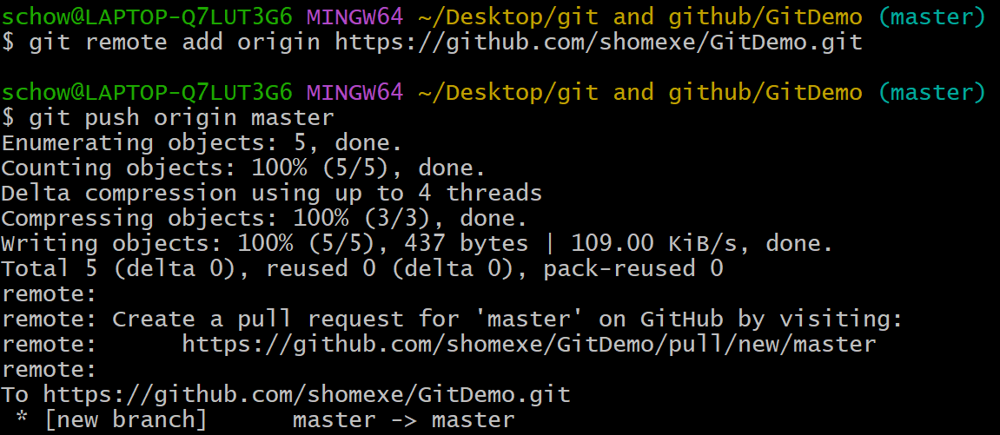 schow@LAPTOP-Q7LUT3G6 MINGW64 ~/Desktop/git and github/GitDemo (master)
$ git remote add origin https://github.com/shomexe/GitDemo.git
schow@LAPTOP-Q7LUT3G6 MINGW64 ~/Desktop/git and github/GitDemo (master)
$ git push origin master
Enumerating objects: 5, done.
Counting objects: 100% (5/5), done.
Delta compression using up to 4 threads
Compressing objects: 100% (3/3), done.
Writing objects: 100% (5/5), 437 bytes | 109.00 KiB/s, done.
Total 5 (delta 0), reused 0 (delta 0), pack-reused 0
remote:
remote: Create a pull request for 'master' on GitHub by visiting:
remote:      https://github.com/shomexe/GitDemo/pull/new/master
remote:
To https://github.com/shomexe/GitDemo.git
 * [new branch]      master -> master